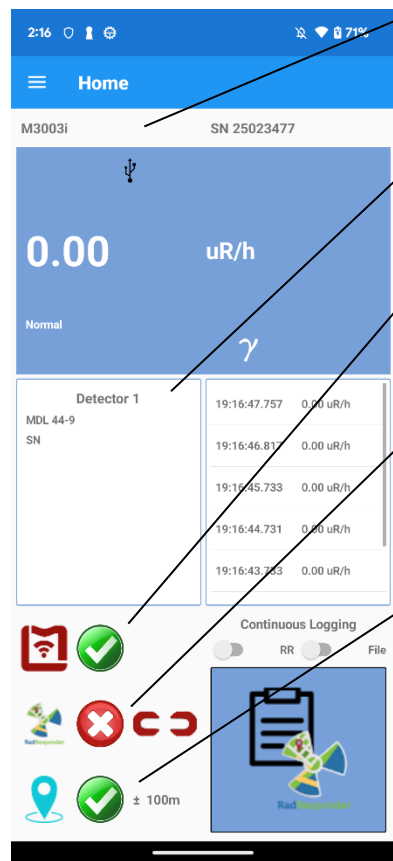 2:16 71%
Home
M3003i SN 25023477
0.00 uR/h
Normal
γ
Detector 1
MDL 44-9
SN
19:16:47.757 0.00 uR/h
19:16:46.817 0.00 uR/h
19:16:45.733 0.00 uR/h
19:16:44.731 0.00 uR/h
19:16:43.733 0.00 uR/h
Continuous Logging
RR File
RadResponder
± 100m
RadResponder